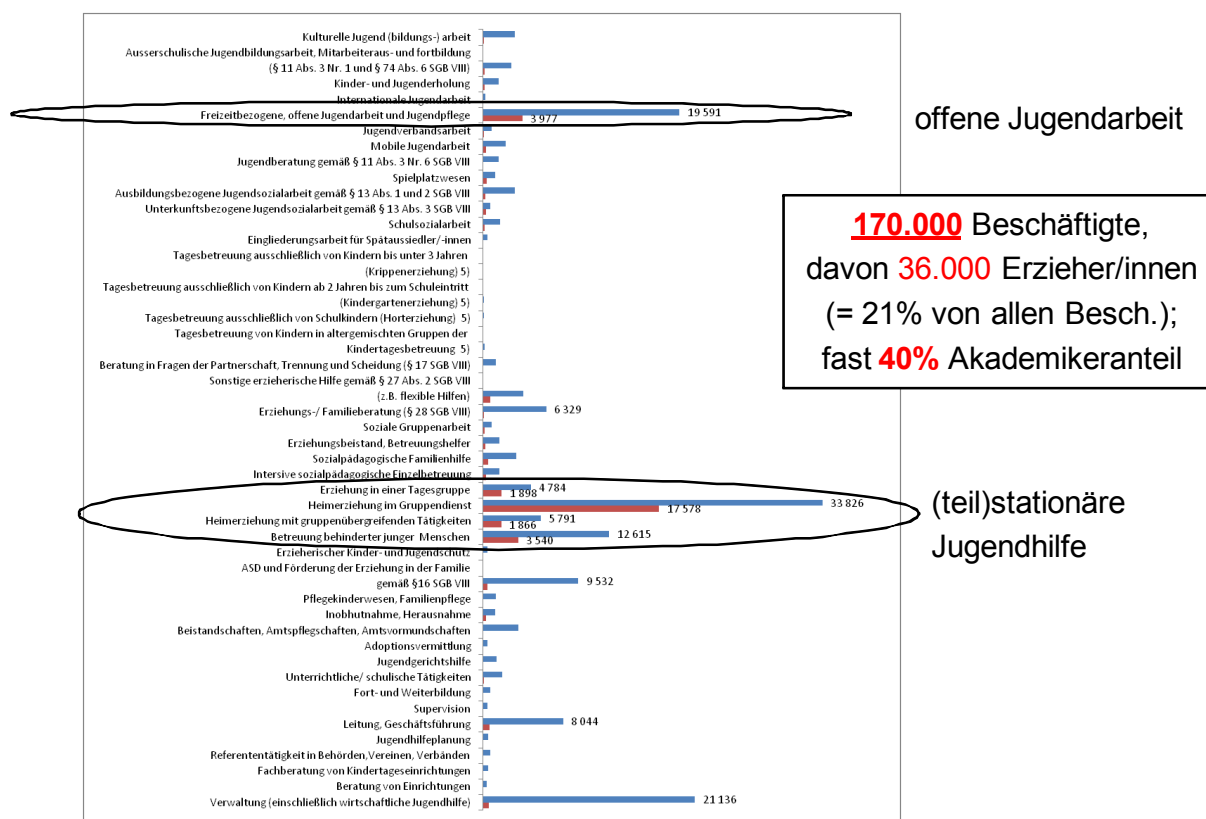 Kulturelle Jugend (bildungs-) arbeit
Ausserschulische Jugendbildungsarbeit, Mitarbeiteraus- und fortbildung
(§ 11 Abs. 3 Nr. 1 und § 74 Abs. 6 SGB VIII)
Kinder- und Jugenderholung
Internationale Jugendarbeit
Freizeitbezogene, offene Jugendarbeit und Jugendpflege
19 591
3 977
Jugendverbandsarbeit
Mobile Jugendarbeit
Jugendberatung gemäß § 11 Abs. 3 Nr. 6 SGB VIII
Spielplatzwesen
Ausbildungsbezogene Jugendsozialarbeit gemäß § 13 Abs. 1 und 2 SGB VIII
Unterkunftsbezogene Jugendsozialarbeit gemäß § 13 Abs. 3 SGB VIII
Schulsozialarbeit
Eingliederungsarbeit für Spätaussiedler/-innen
Tagesbetreuung ausschließlich von Kindern bis unter 3 Jahren
(Krippenerziehung) 5)
Tagesbetreuung ausschließlich von Kindern ab 2 Jahren bis zum Schuleintritt
(Kindergartenerziehung) 5)
Tagesbetreuung ausschließlich von Schulkindern (Horterziehung) 5)
Tagesbetreuung von Kindern in altergemischten Gruppen der
Kindertagesbetreuung 5)
Beratung in Fragen der Partnerschaft, Trennung und Scheidung (§ 17 SGB VIII)
Sonstige erzieherische Hilfe gemäß § 27 Abs. 2 SGB VIII
(z.B. flexible Hilfen)
Erziehungs-/ Familieberatung (§ 28 SGB VIII)
6 329
Soziale Gruppenarbeit
Erziehungsbeistand, Betreuungshelfer
Sozialpädagogische Familienhilfe
Intersive sozialpädagogische Einzelbetreuung
Erziehung in einer Tagesgruppe
4 784
1 898
Heimerziehung im Gruppendienst
33 826
17 578
Heimerziehung mit gruppenübergreifenden Tätigkeiten
5 791
1 866
Betreuung behinderter junger Menschen
12 615
3 540
Erzieherischer Kinder- und Jugendschutz
ASD und Förderung der Erziehung in der Familie
gemäß §16 SGB VIII
9 532
Pflegekinderwesen, Familienpflege
Inobhutnahme, Herausnahme
Beistandschaften, Amtspflegschaften, Amtsvormundschaften
Adoptionsvermittlung
Jugendgerichtshilfe
Unterrichtliche/ schulische Tätigkeiten
Fort- und Weiterbildung
Supervision
Leitung, Geschäftsführung
8 044
Jugendhilfeplanung
Referententätigkeit in Behörden, Vereinen, Verbänden
Fachberatung von Kindertageseinrichtungen
Beratung von Einrichtungen
Verwaltung (einschließlich wirtschaftliche Jugendhilfe)
21 136
offene Jugendarbeit
170.000 Beschäftigte,
davon 36.000 Erzieher/innen
(= 21% von allen Besch.);
fast 40% Akademikeranteil
(teil)stationäre
Jugendhilfe